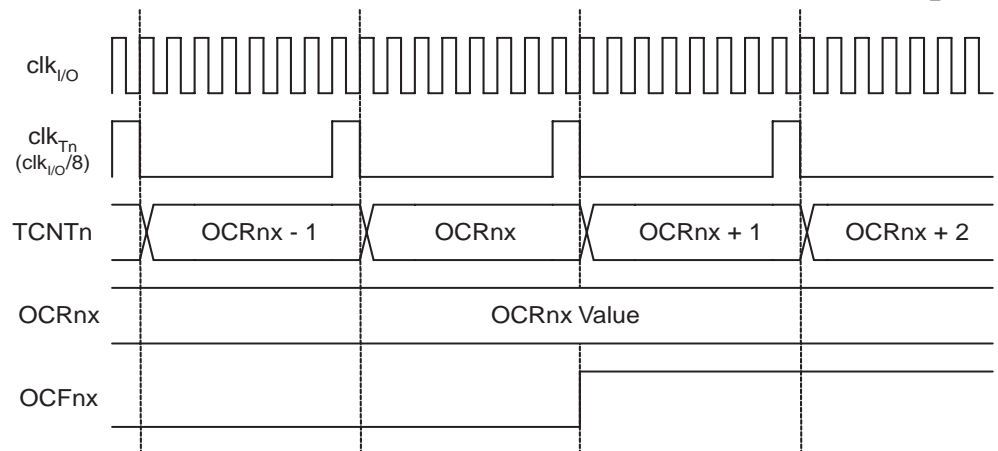 clkI/O
clkTn
(clkI/O/8)
TCNTn
OCRnx - 1
OCRnx
OCRnx + 1
OCRnx + 2
OCRnx
OCRnx Value
OCFnx